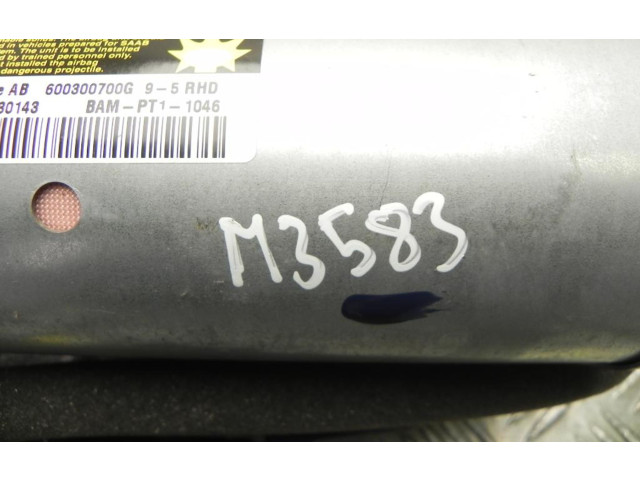 d in vehicles prepared for SAAB
em. The unit is to be installed
d by trained personnel only.
not installed the airbag
dangerous projectile.
e AB 600300700G 9-5 RHD
30143 BAM-PT1-1046
M3583